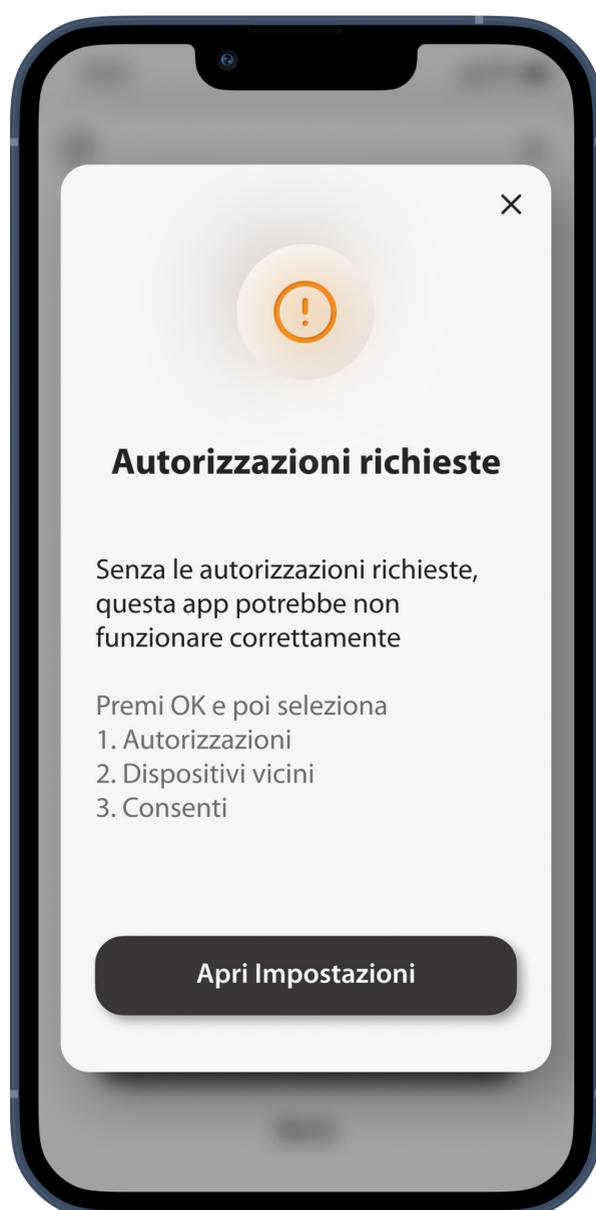 Autorizzazioni richieste
Senza le autorizzazioni richieste,
questa app potrebbe non
funzionare correttamente
Premi OK e poi seleziona
1. Autorizzazioni
2. Dispositivi vicini
3. Consenti
Apri Impostazioni